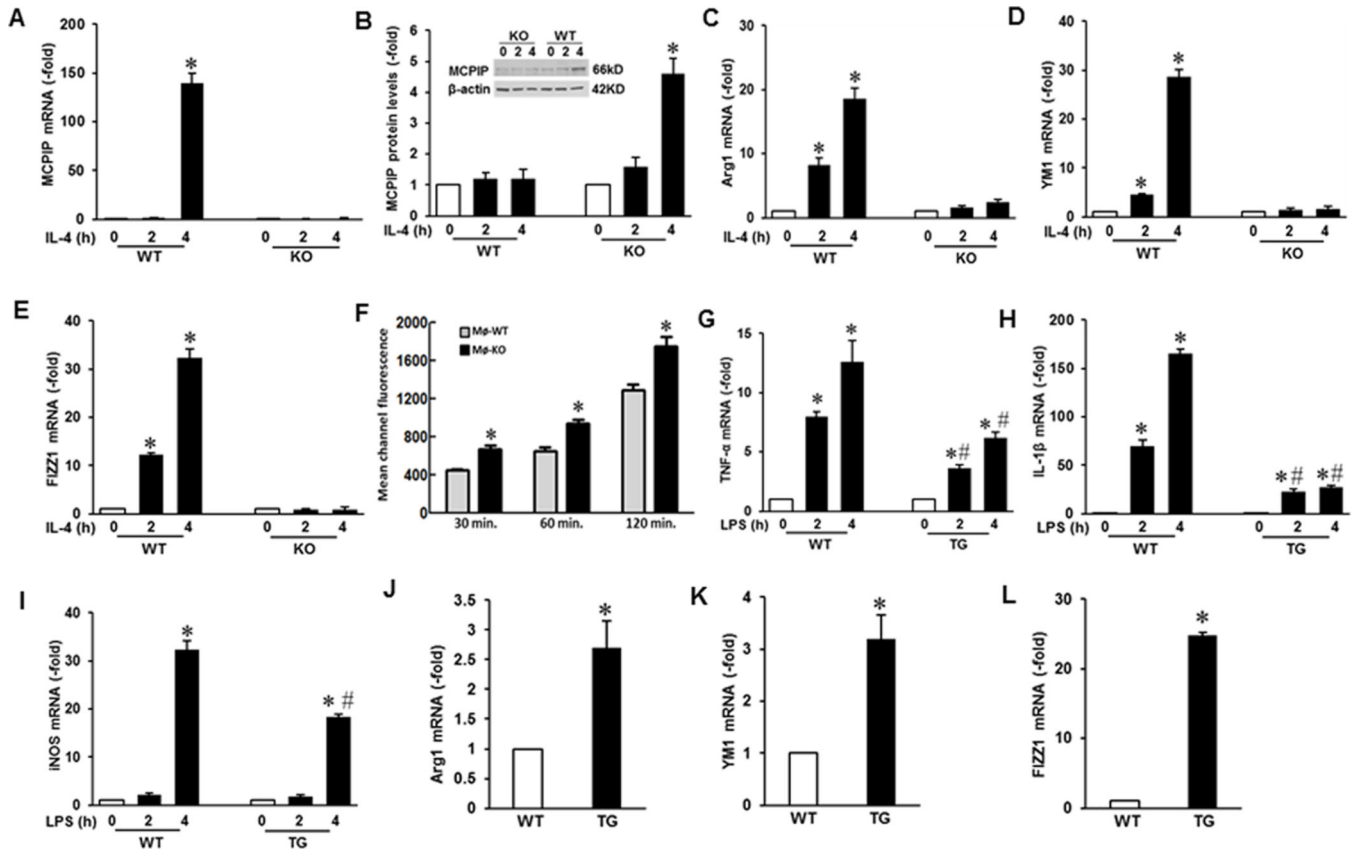 A
MCPIP mRNA (-fold)
200
150
100
50
0
*
IL-4 (h) 0 2 4 0 2 4
WT KO
B
MCPIP protein levels (-fold)
6
5
4
3
2
1
0
KO WT
0 2 4 0 2 4
MCPIP 66kD
β-actin 42KD
*
IL-4 (h) 0 2 4 0 2 4
WT KO
C
Arg1 mRNA (-fold)
30
20
10
0
* *
IL-4 (h) 0 2 4 0 2 4
WT KO
D
YM1 mRNA (-fold)
40
30
20
10
0
* *
IL-4 (h) 0 2 4 0 2 4
WT KO
E
FIZZ1 mRNA (-fold)
40
30
20
10
0
* *
IL-4 (h) 0 2 4 0 2 4
WT KO
F
Mean channel fluorescence
2000
1600
1200
800
400
0
Mø-WT
Mø-KO
* * *
30 min. 60 min. 120 min.
G
TNF-α mRNA (-fold)
15
10
5
0
* * *# *#
LPS (h) 0 2 4 0 2 4
WT TG
H
IL-1β mRNA (-fold)
200
150
100
50
0
* * *# *#
LPS (h) 0 2 4 0 2 4
WT TG
I
iNOS mRNA (-fold)
40
30
20
10
0
* *#
LPS (h) 0 2 4 0 2 4
WT TG
J
Arg1 mRNA (-fold)
3.5
3
2.5
2
1.5
1
0.5
0
*
WT TG
K
YM1 mRNA (-fold)
4
3
2
1
0
*
WT TG
L
FIZZ1 mRNA (-fold)
30
20
10
0
*
WT TG